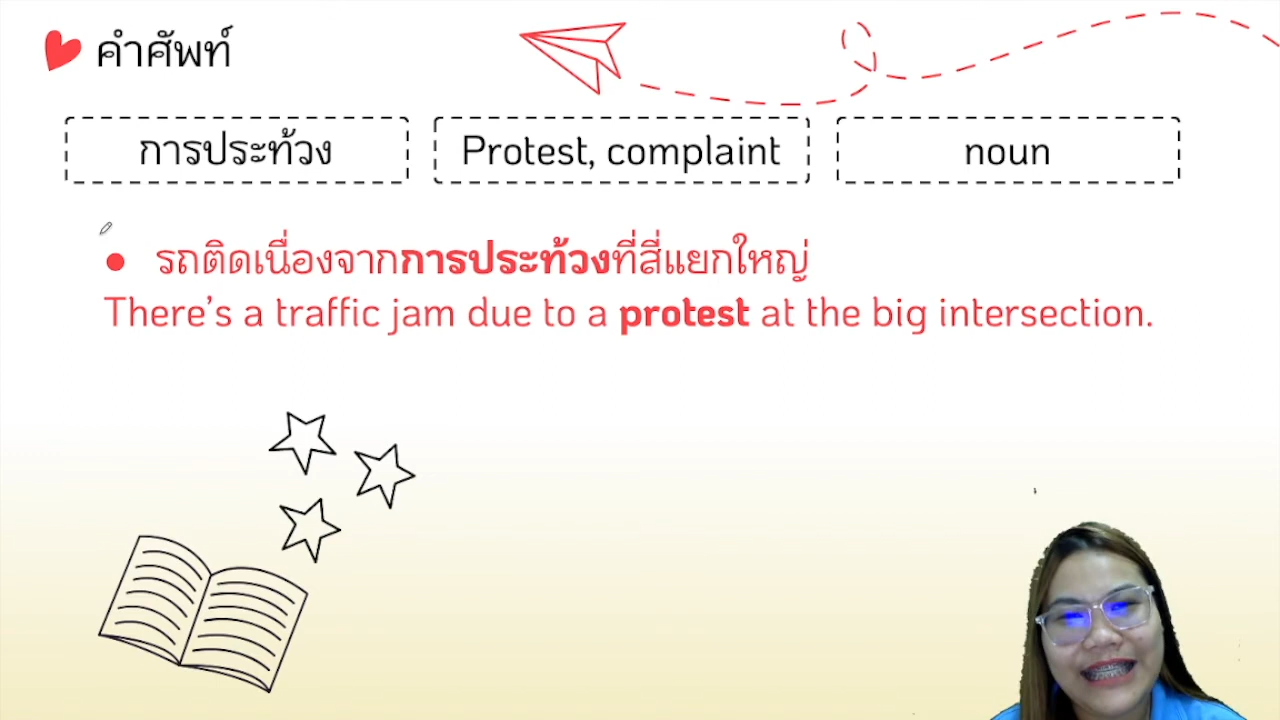 คำศัพท์
การประท้วง
Protest, complaint
noun
● รถติดเนื่องจากการประท้วงที่สี่แยกใหญ่
There's a traffic jam due to a protest at the big intersection.